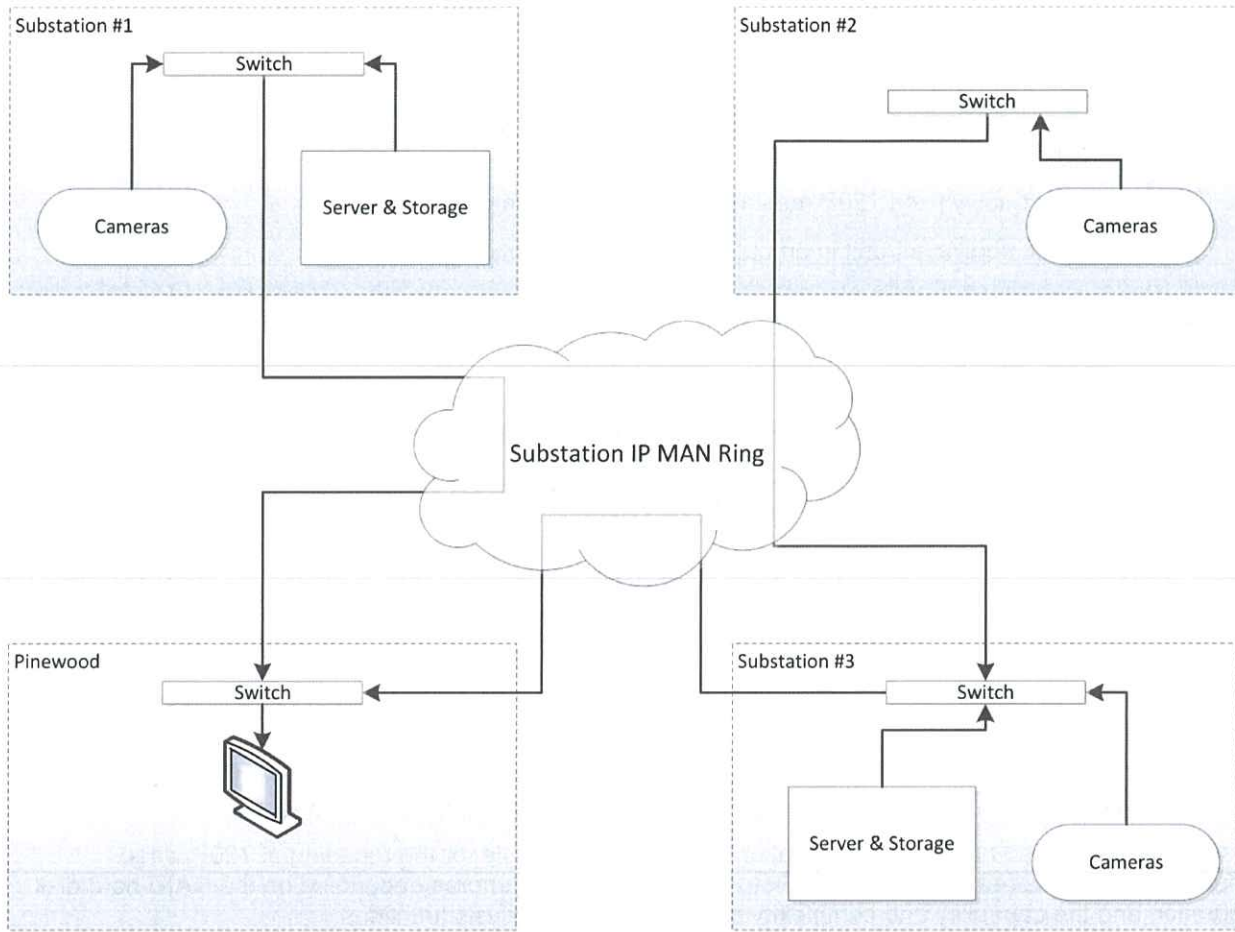 Substation #1
Switch
Cameras
Server & Storage
Substation #2
Switch
Cameras
Substation IP MAN Ring
Pinewood
Switch
Substation #3
Switch
Server & Storage
Cameras